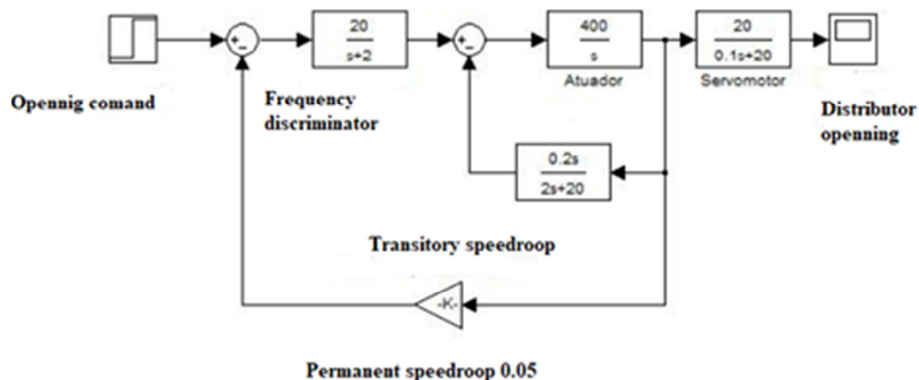 20
s+2
400
s
Atuador
20
0.1s+20
Servomotor
Opennig comand
Frequency
discriminator
Distributor
openning
0.2s
2s+20
Transitory speedroop
-K-
Permanent speedroop 0.05